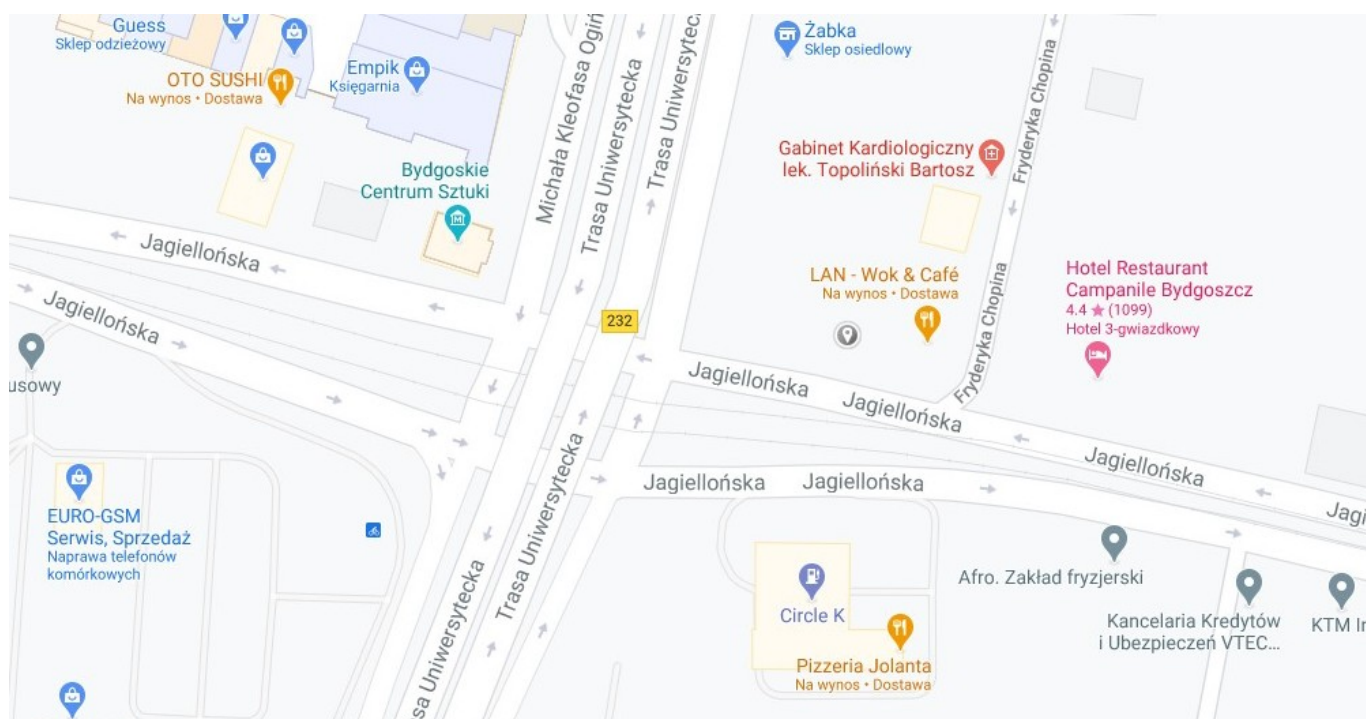 Guess
Sklep odzieżowy
OTO SUSHI
Na wynos • Dostawa
Empik
Księgarnia
Michała Kleofasa Ogiń
Trasa Uniwersytecka
Trasa Uniwersytec
Żabka
Sklep osiedlowy
Fryderyka Chopina
Gabinet Kardiologiczny
lek. Topoliński Bartosz
Bydgoskie
Centrum Sztuki
Jagiellońska
Jagiellońska
LAN - Wok & Café
Na wynos • Dostawa
Fryderyka Chopina
Hotel Restaurant
Campanile Bydgoszcz
4.4 ★ (1099)
Hotel 3-gwiazdkowy
232
usowy
Jagiellońska
Jagiellońska
Jagiellońska
Jagi
Jagiellońska
Jagiellońska
Trasa Uniwersytecka
sa Uniwersytecka
EURO-GSM
Serwis, Sprzedaż
Naprawa telefonów
komórkowych
Circle K
Afro. Zakład fryzjerski
Kancelaria Kredytów
i Ubezpieczeń VTEC...
KTM In
Pizzeria Jolanta
Na wynos • Dostawa